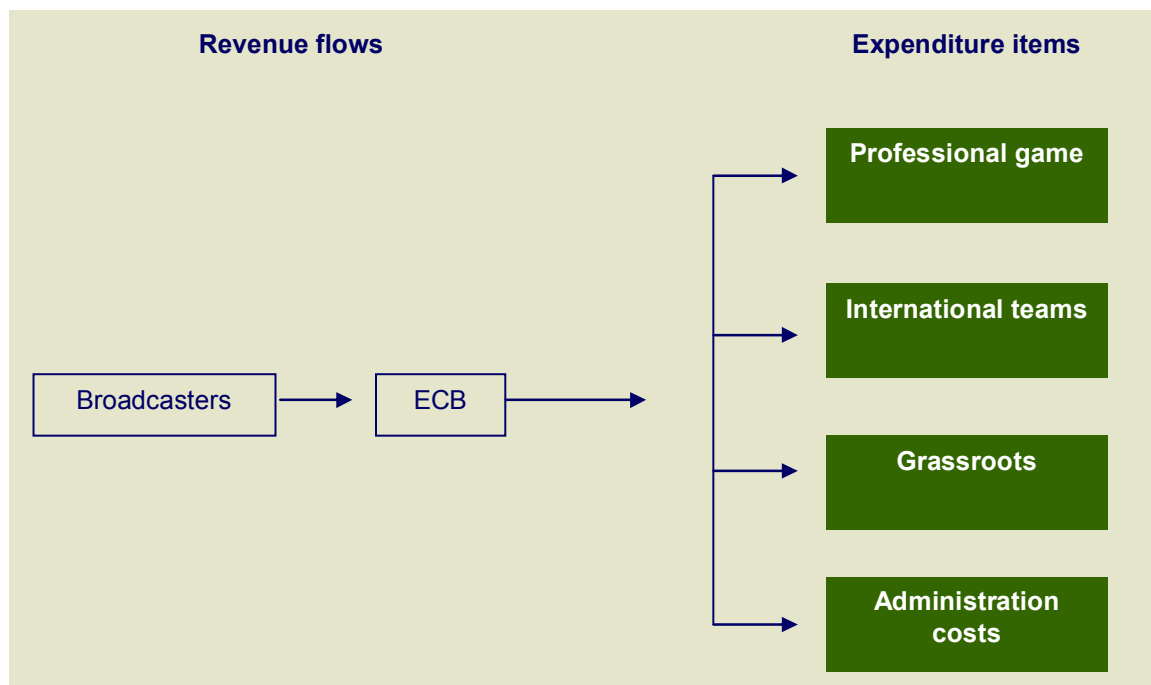 Revenue flows
Expenditure items
Professional game
International teams
Broadcasters
ECB
Grassroots
Administration
costs